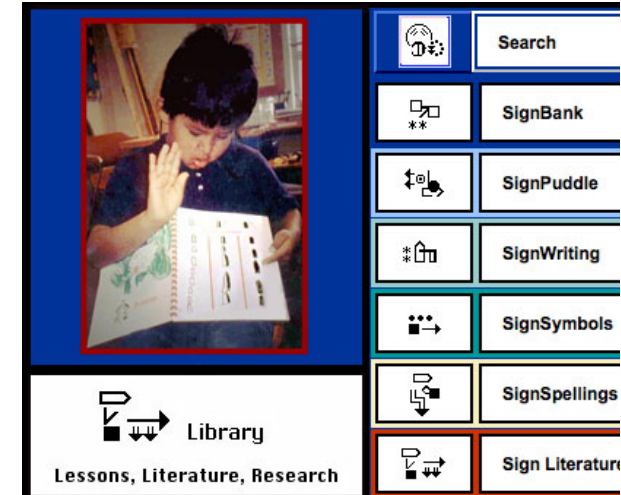 Search
SignBank
SignPuddle
SignWriting
SignSymbols
SignSpellings
Sign Literature
Library
Lessons, Literature, Research